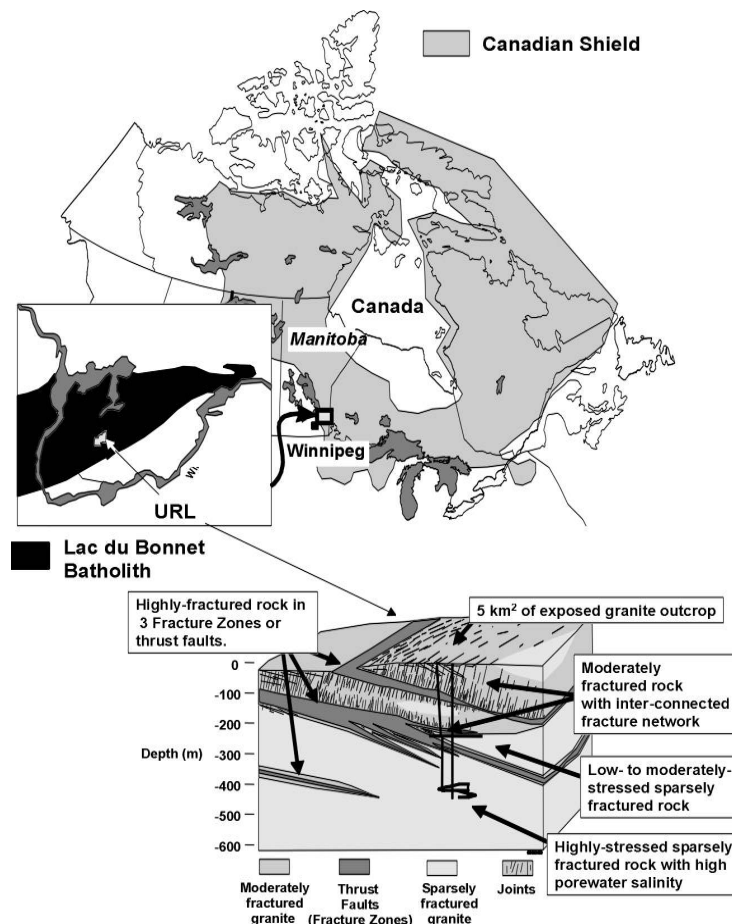 Canadian Shield
Canada
Manitoba
Winnipeg
Wi.
URL
Lac du Bonnet
Batholith
Highly-fractured rock in
3 Fracture Zones or
thrust faults.
5 km² of exposed granite outcrop
Moderately
fractured rock
with inter-connected
fracture network
Low- to moderately-
stressed sparsely
fractured rock
Highly-stressed sparsely
fractured rock with high
porewater salinity
Depth (m)
0
-100
-200
-300
-400
-500
-600
Moderately
fractured
granite
Thrust
Faults
(Fracture Zones)
Sparsely
fractured
granite
Joints